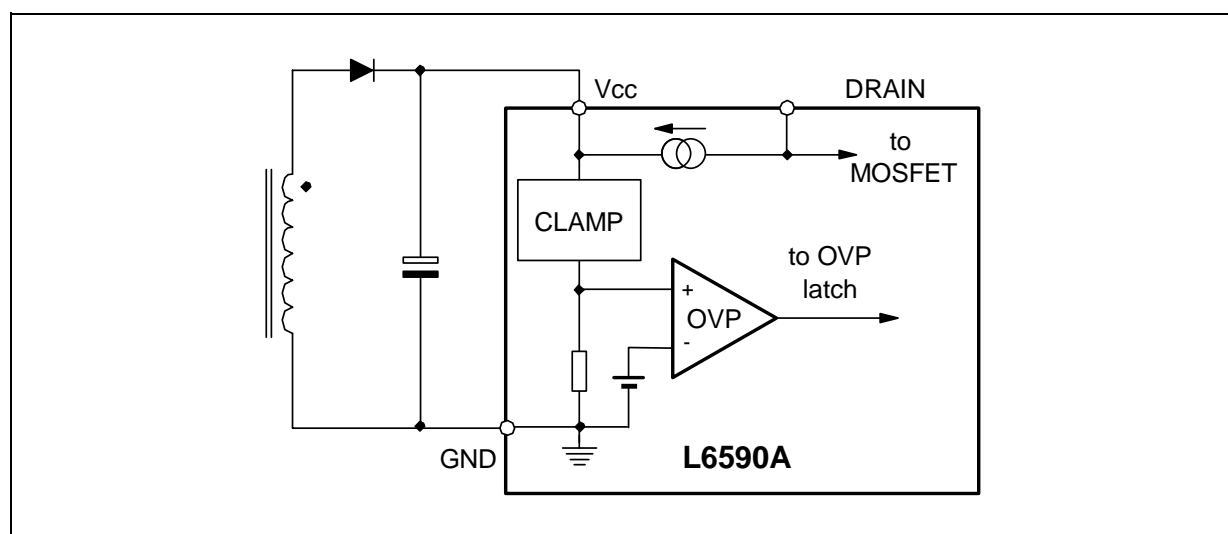 Vcc
DRAIN
to
MOSFET
CLAMP
to OVP
latch
+
OVP
-
GND
L6590A